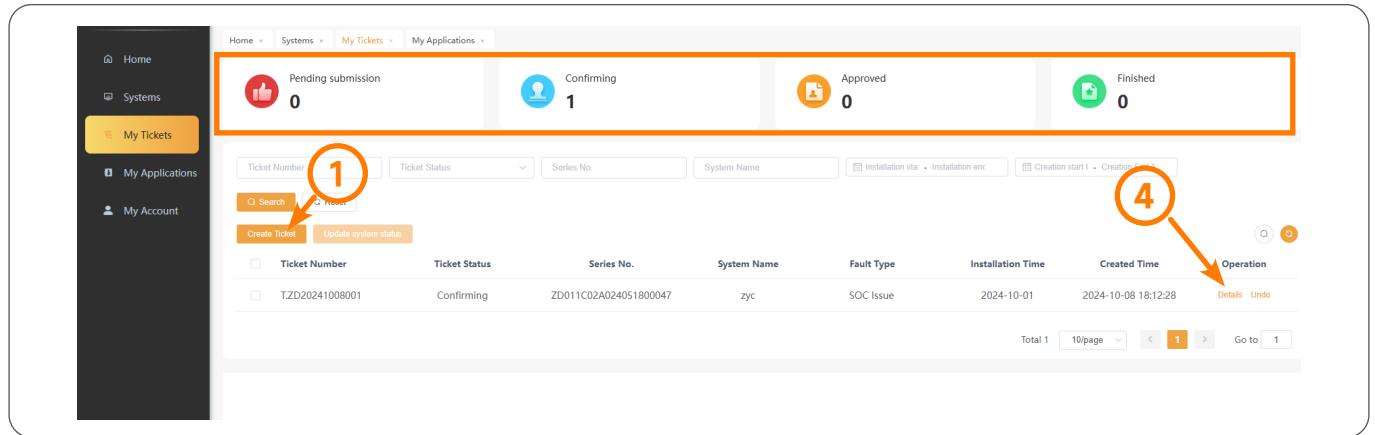 Home × Systems × My Tickets × My Applications ×
Home
Systems
My Tickets
My Applications
My Account
Pending submission
0
Confirming
1
Approved
0
Finished
0
Ticket Number
Ticket Status
Series No.
System Name
Installation sta - Installation enc
Creation start t - Creation
1
4
Search
Create Ticket
Update system status
Ticket Number Ticket Status Series No. System Name Fault Type Installation Time Created Time Operation
T.ZD20241008001 Confirming ZD011C02A024051800047 zyc SOC Issue 2024-10-01 2024-10-08 18:12:28 Details Undo
Total 1 10/page < 1 > Go to 1